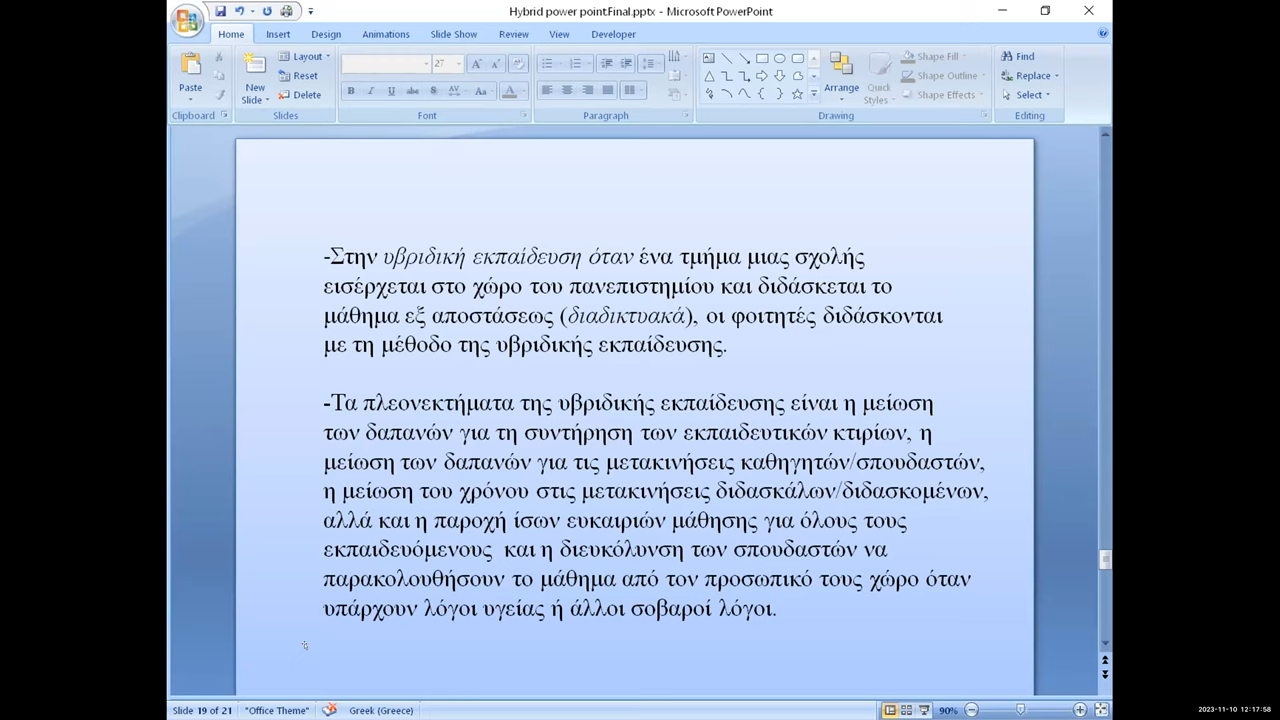 Hybrid power pointFinal.pptx - Microsoft PowerPoint
Home Insert Design Animations Slide Show Review View Developer
Paste
Clipboard
New Slide
Layout
Reset
Delete
Slides
27
B I U abc S AV Aa A
Font
Paragraph
Arrange
Quick Styles
Shape Fill
Shape Outline
Shape Effects
Drawing
Find
Replace
Select
Editing
-Στην υβριδική εκπαίδευση όταν ένα τμήμα μιας σχολής
εισέρχεται στο χώρο του πανεπιστημίου και διδάσκεται το
μάθημα εξ αποστάσεως (διαδικτυακά), οι φοιτητές διδάσκονται
με τη μέθοδο της υβριδικής εκπαίδευσης.
-Τα πλεονεκτήματα της υβριδικής εκπαίδευσης είναι η μείωση
των δαπανών για τη συντήρηση των εκπαιδευτικών κτιρίων, η
μείωση των δαπανών για τις μετακινήσεις καθηγητών/σπουδαστών,
η μείωση του χρόνου στις μετακινήσεις διδασκάλων/διδασκομένων,
αλλά και η παροχή ίσων ευκαιριών μάθησης για όλους τους
εκπαιδευόμενους και η διευκόλυνση των σπουδαστών να
παρακολουθήσουν το μάθημα από τον προσωπικό τους χώρο όταν
υπάρχουν λόγοι υγείας ή άλλοι σοβαροί λόγοι.
Slide 19 of 21 "Office Theme" Greek (Greece) 90%
2023-11-10 12:17:58